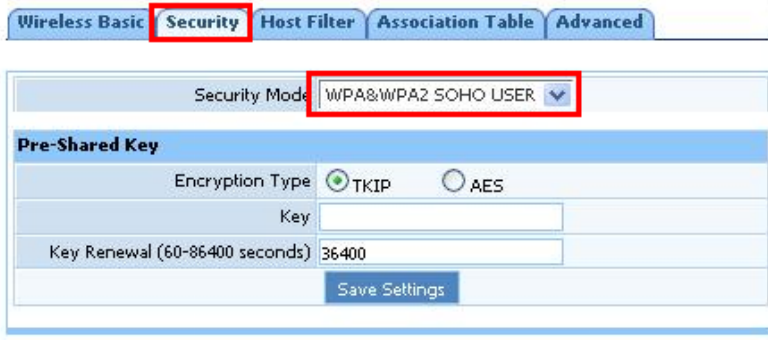 Wireless Basic Security Host Filter Association Table Advanced
Security Mode WPA&WPA2 SOHO USER
Pre-Shared Key
Encryption Type TKIP AES
Key
Key Renewal (60-86400 seconds) 36400
Save Settings